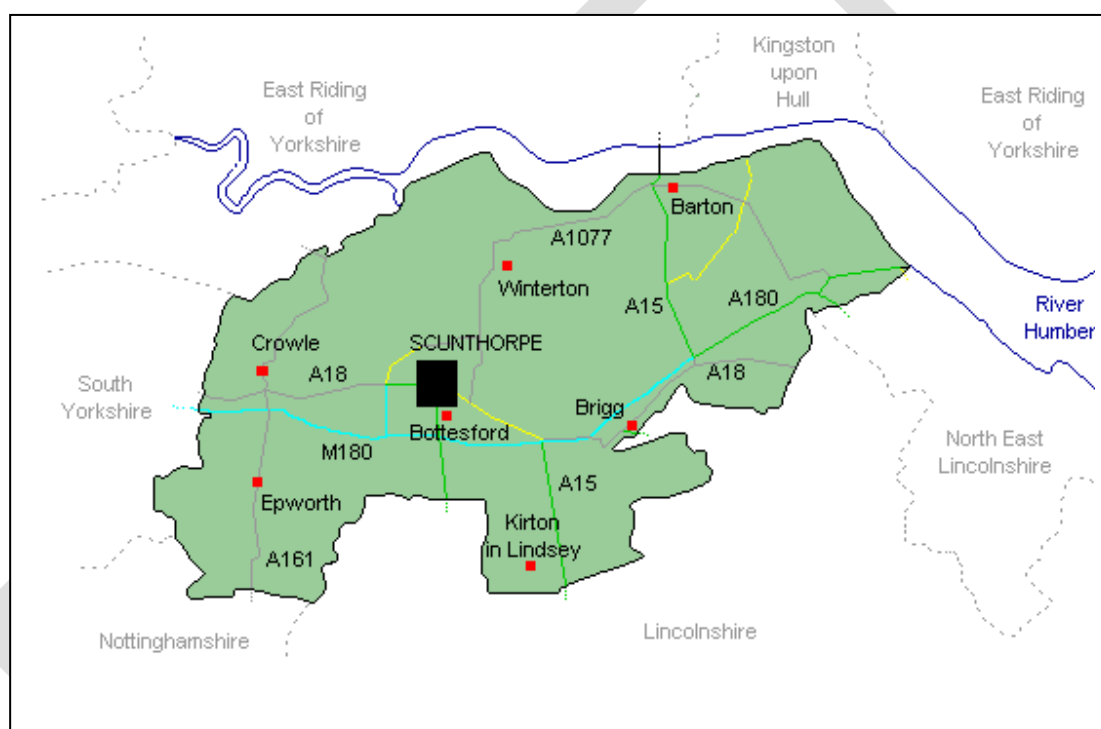 Kingston
upon
Hull
East Riding
of
Yorkshire
East Riding
of
Yorkshire
Barton
A1077
Winterton
A15
A180
River
Humber
Crowle
SCUNTHORPE
A18
A18
South
Yorkshire
Brigg
Bottesford
M180
North East
Lincolnshire
A15
Epworth
Kirton
in Lindsey
A161
Nottinghamshire
Lincolnshire